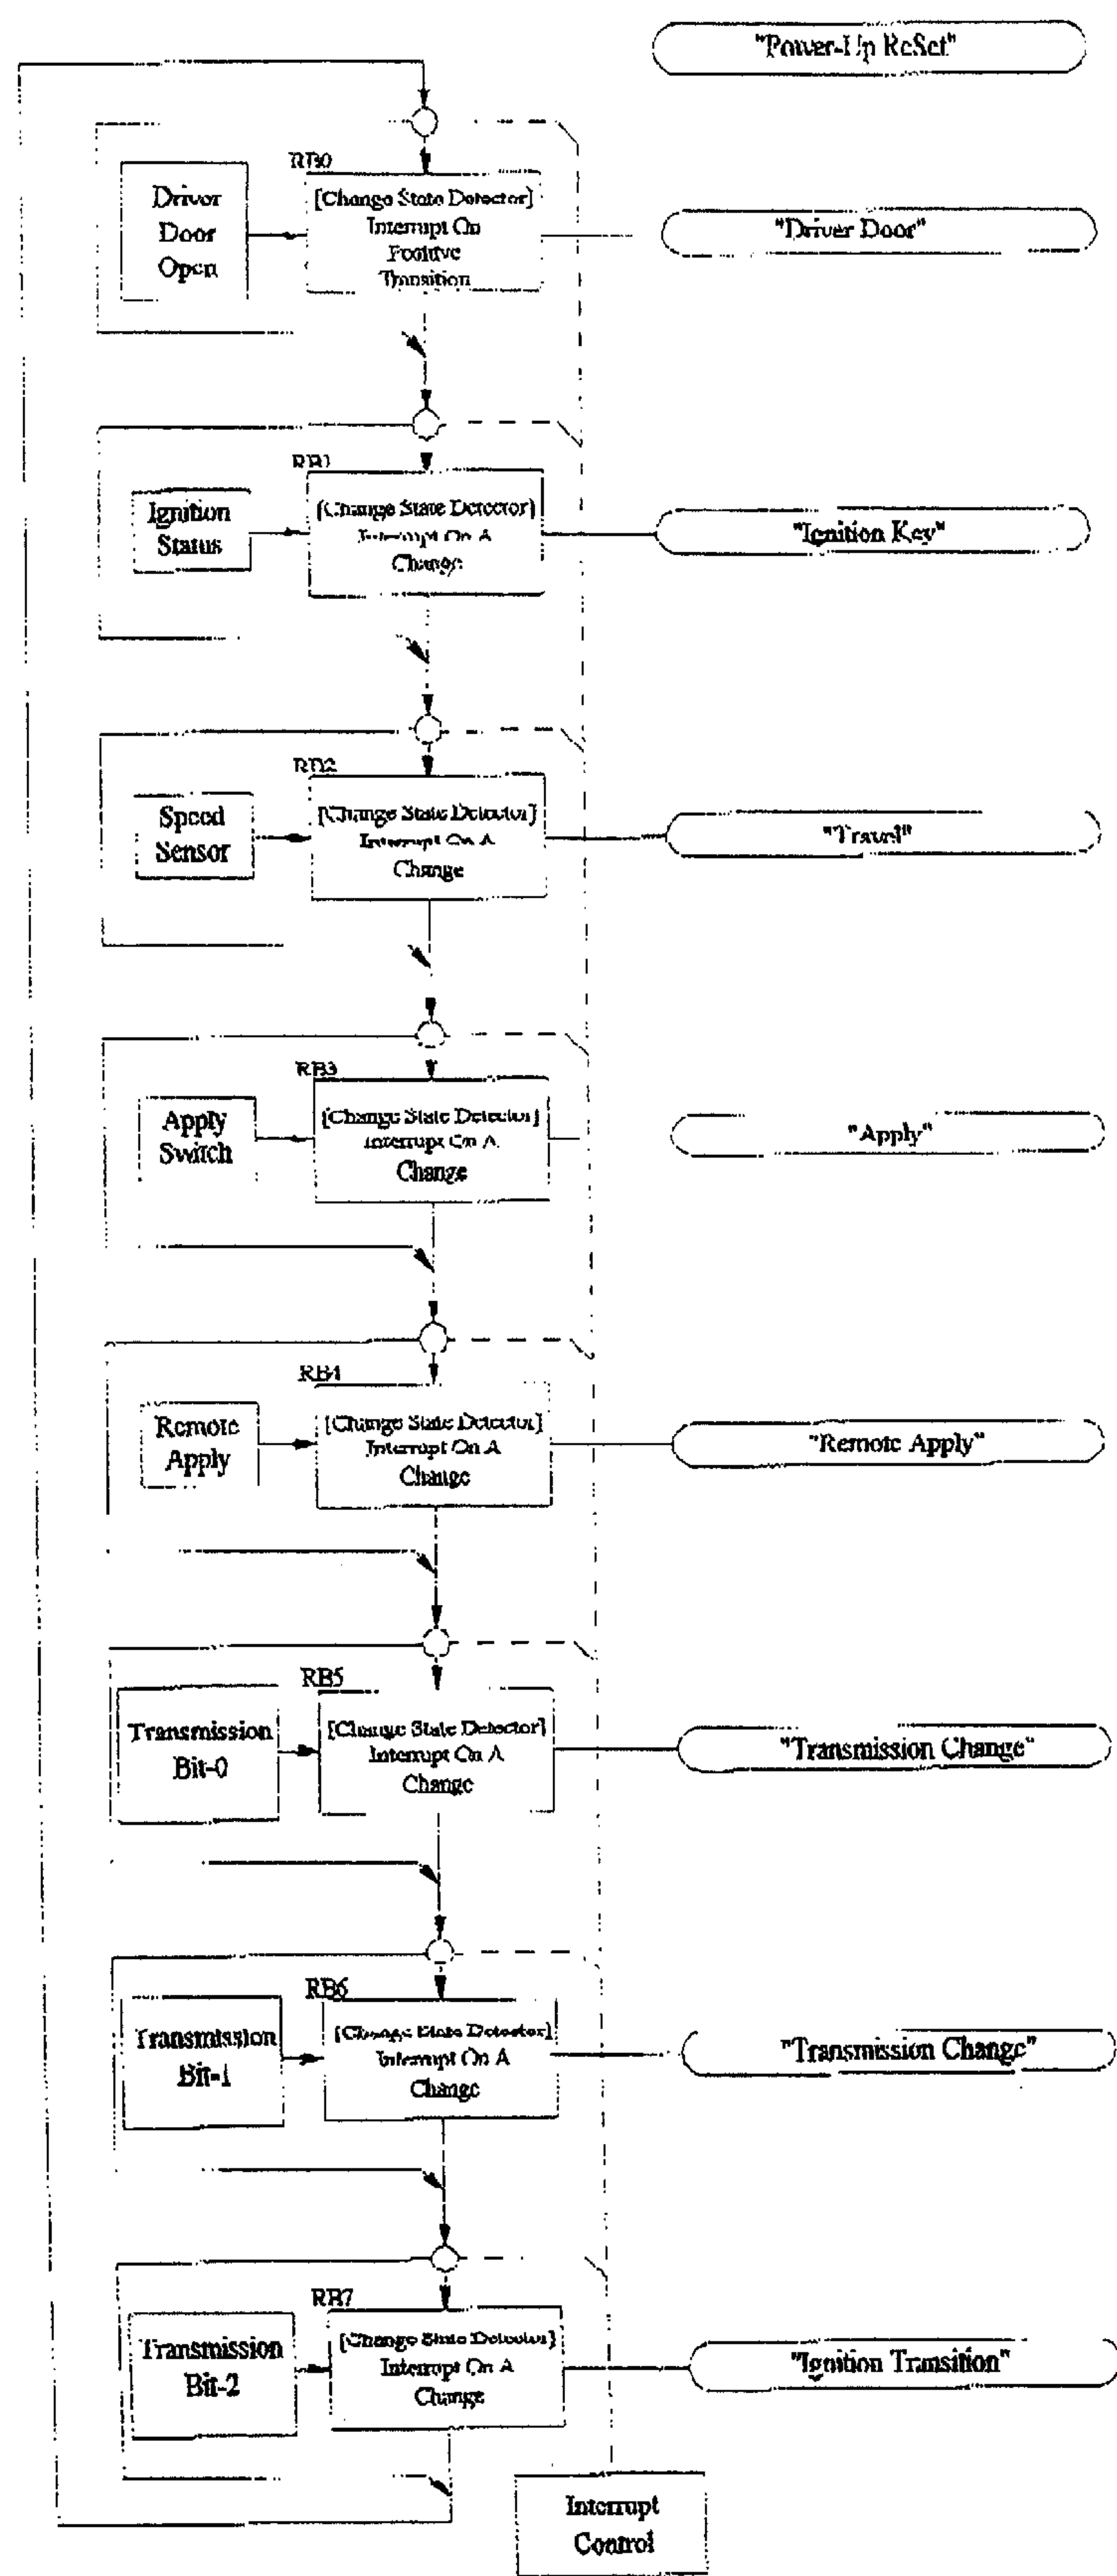 "Power-Up ReSet"
RB0
Driver
Door
Open
[Change State Detector]
Interrupt On
Positive
Transition
"Driver Door"
RB1
Ignition
Status
[Change State Detector]
Interrupt On A
Change
"Ignition Key"
RB2
Speed
Sensor
[Change State Detector]
Interrupt On A
Change
"Travel"
RB3
Apply
Switch
[Change State Detector]
Interrupt On A
Change
"Apply"
RB4
Remote
Apply
[Change State Detector]
Interrupt On A
Change
"Remote Apply"
RB5
Transmission
Bit-0
[Change State Detector]
Interrupt On A
Change
"Transmission Change"
RB6
Transmission
Bit-1
[Change State Detector]
Interrupt On A
Change
"Transmission Change"
RB7
Transmission
Bit-2
[Change State Detector]
Interrupt On A
Change
"Ignition Transition"
Interrupt
Control